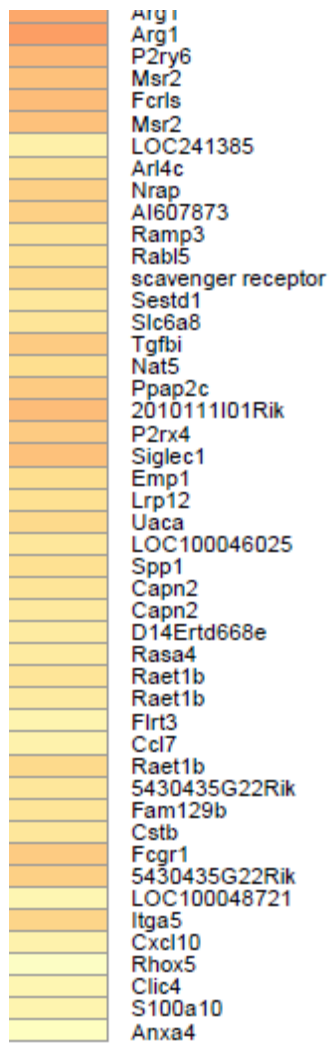 Arg1
Arg1
P2ry6
Msr2
Fcrls
Msr2
LOC241385
Arl4c
Nrap
AI607873
Ramp3
Rabl5
scavenger receptor
Sestd1
Slc6a8
Tgfbi
Nat5
Ppap2c
2010111I01Rik
P2rx4
Siglec1
Emp1
Lrp12
Uaca
LOC100046025
Spp1
Capn2
Capn2
D14Ertd668e
Rasa4
Raet1b
Raet1b
Flrt3
Ccl7
Raet1b
5430435G22Rik
Fam129b
Cstb
Fcgr1
5430435G22Rik
LOC100048721
Itga5
Cxcl10
Rhox5
Clic4
S100a10
Anxa4